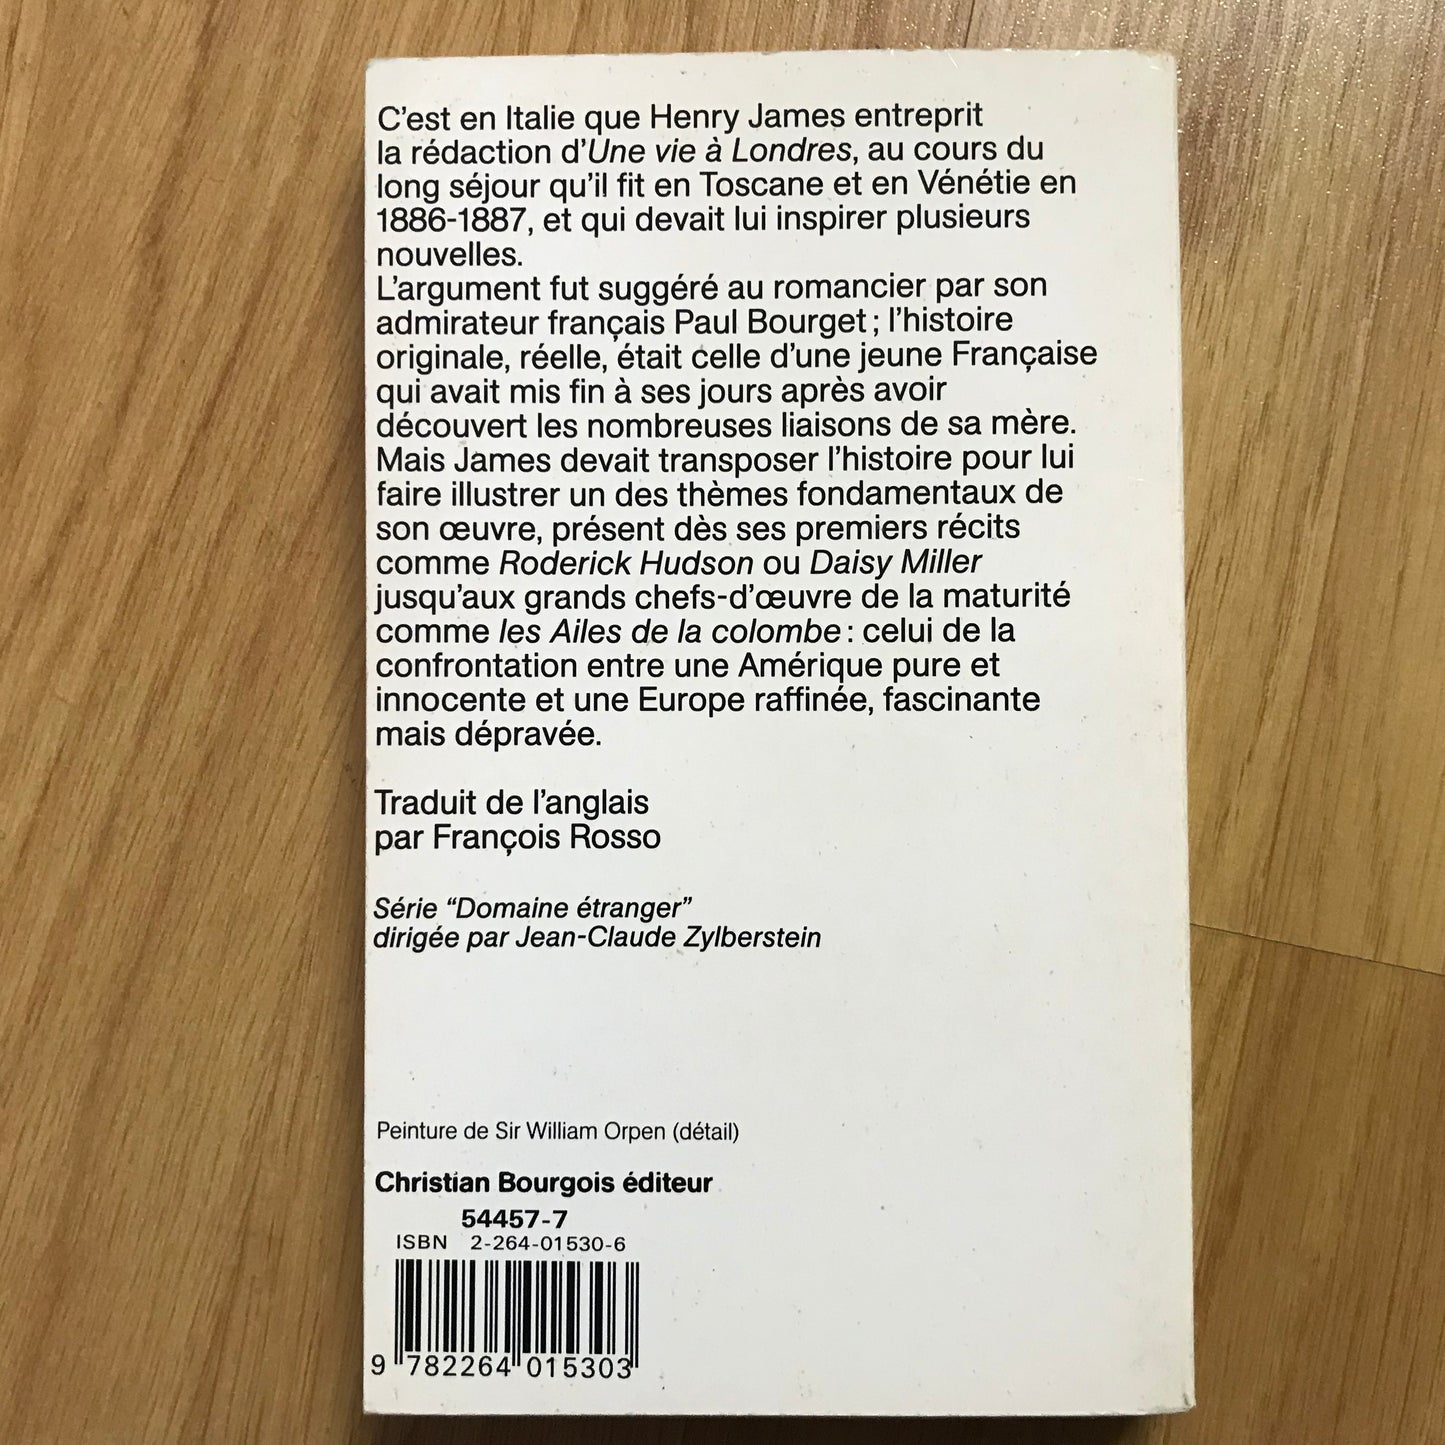 C'est en Italie que Henry James entreprit
la rédaction d'Une vie à Londres, au cours du
long séjour qu'il fit en Toscane et en Vénétie en
1886-1887, et qui devait lui inspirer plusieurs
nouvelles.
L'argument fut suggéré au romancier par son
admirateur français Paul Bourget ; l'histoire
originale, réelle, était celle d'une jeune Française
qui avait mis fin à ses jours après avoir
découvert les nombreuses liaisons de sa mère.
Mais James devait transposer l'histoire pour lui
faire illustrer un des thèmes fondamentaux de
son œuvre, présent dès ses premiers récits
comme Roderick Hudson ou Daisy Miller
jusqu'aux grands chefs-d'œuvre de la maturité
comme les Ailes de la colombe : celui de la
confrontation entre une Amérique pure et
innocente et une Europe raffinée, fascinante
mais dépravée.
Traduit de l'anglais
par François Rosso
Série “Domaine étranger”
dirigée par Jean-Claude Zylberstein
Peinture de Sir William Orpen (détail)
Christian Bourgois éditeur
54457-7
ISBN 2-264-01530-6
9 782264 015303